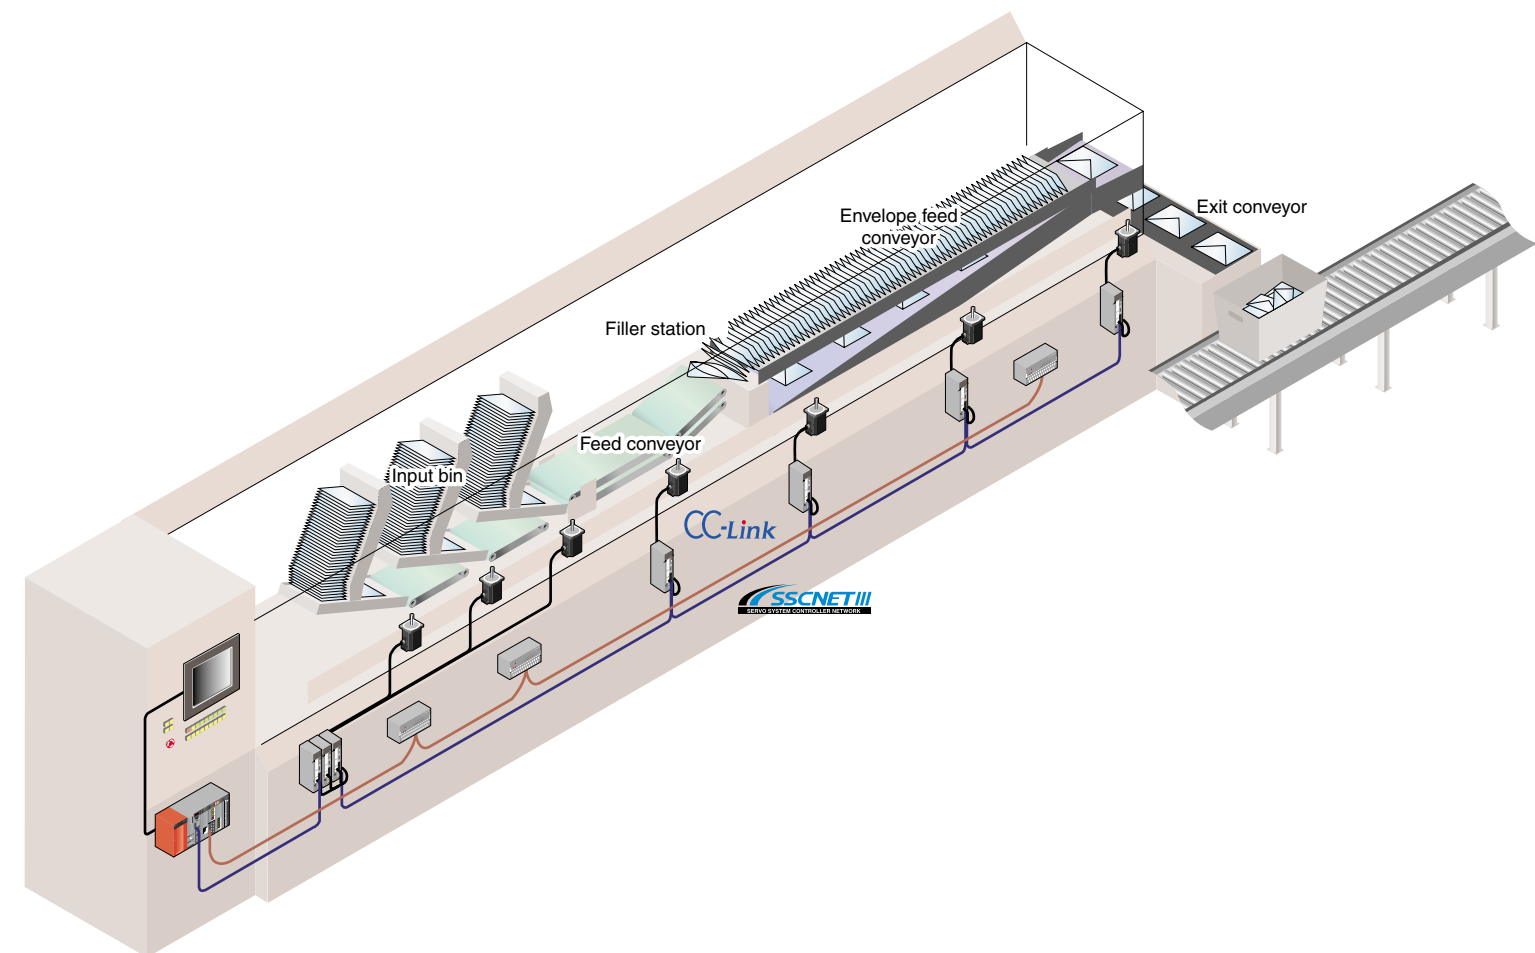 Exit conveyor
Envelope feed
conveyor
Filler station
Feed conveyor
Input bin
CC-Link
SSCNET III
SERVO SYSTEM CONTROLLER NETWORK